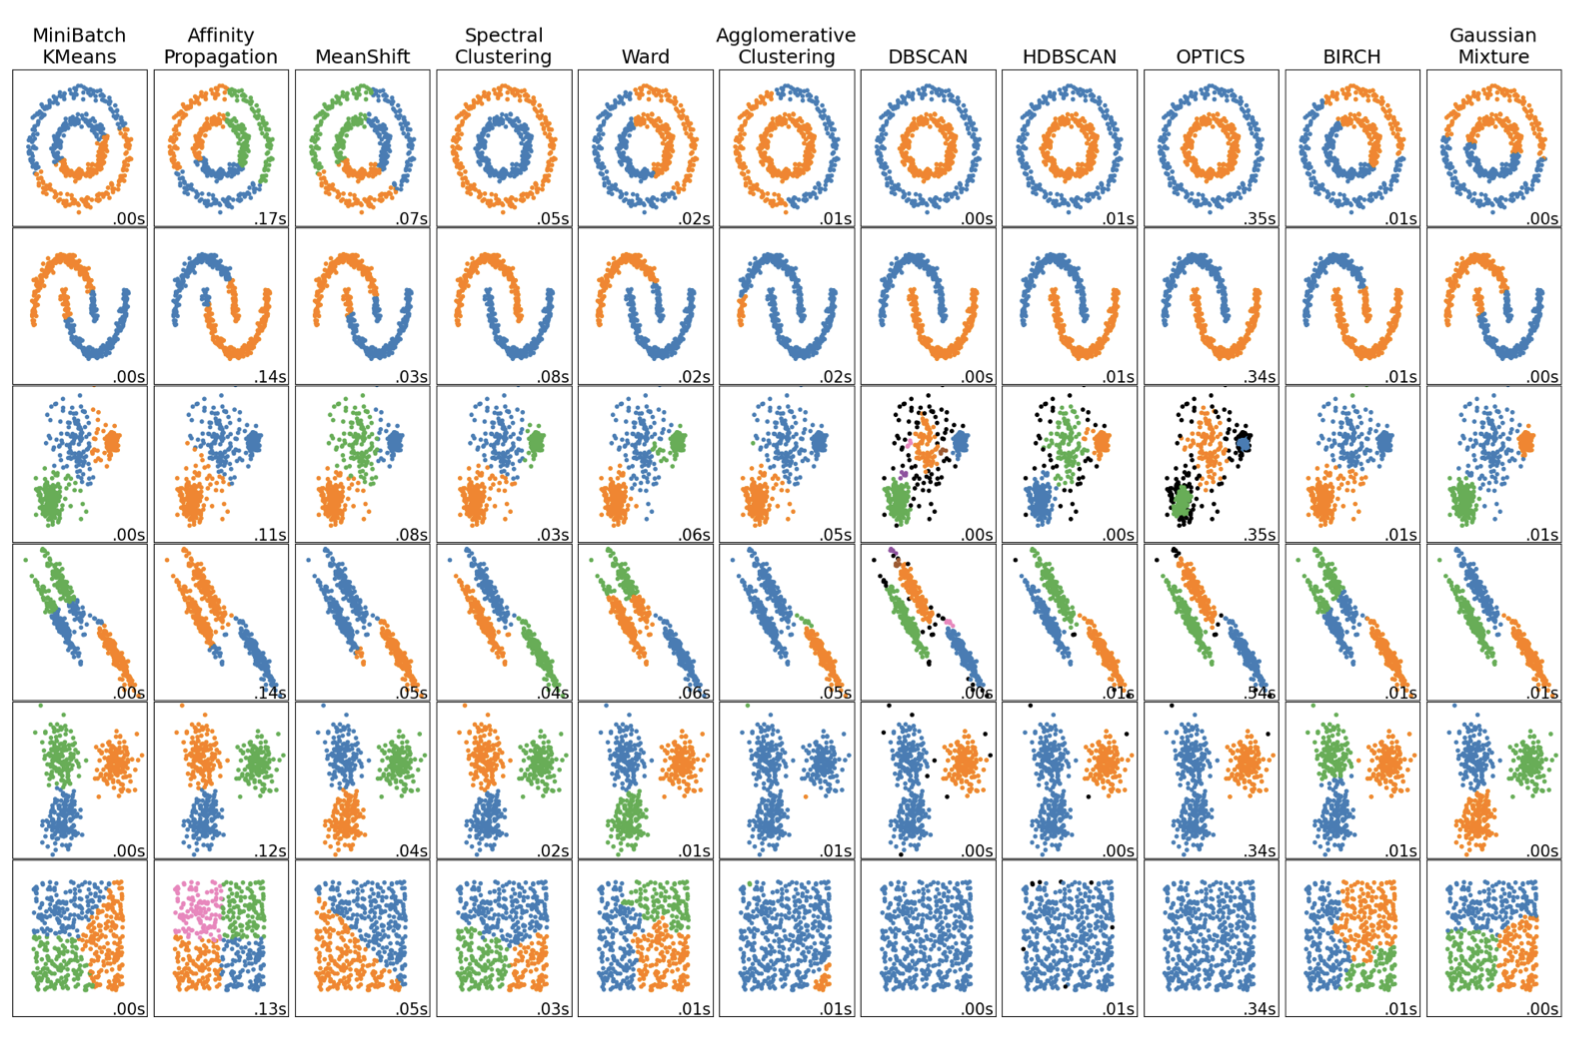 MiniBatch
KMeans
Affinity
Propagation
MeanShift
Spectral
Clustering
Ward
Agglomerative
Clustering
DBSCAN
HDBSCAN
OPTICS
BIRCH
Gaussian
Mixture
.00s
.17s
.07s
.05s
.02s
.01s
.00s
.01s
.35s
.01s
.00s
.00s
.14s
.03s
.08s
.02s
.02s
.00s
.01s
.34s
.01s
.00s
.00s
.11s
.08s
.03s
.06s
.05s
.00s
.00s
.35s
.01s
.01s
.00s
.14s
.05s
.04s
.06s
.05s
.00s
.01s
.54s
.01s
.01s
.00s
.12s
.04s
.02s
.01s
.01s
.00s
.00s
.34s
.01s
.00s
.00s
.13s
.05s
.03s
.01s
.01s
.00s
.01s
.34s
.01s
.00s